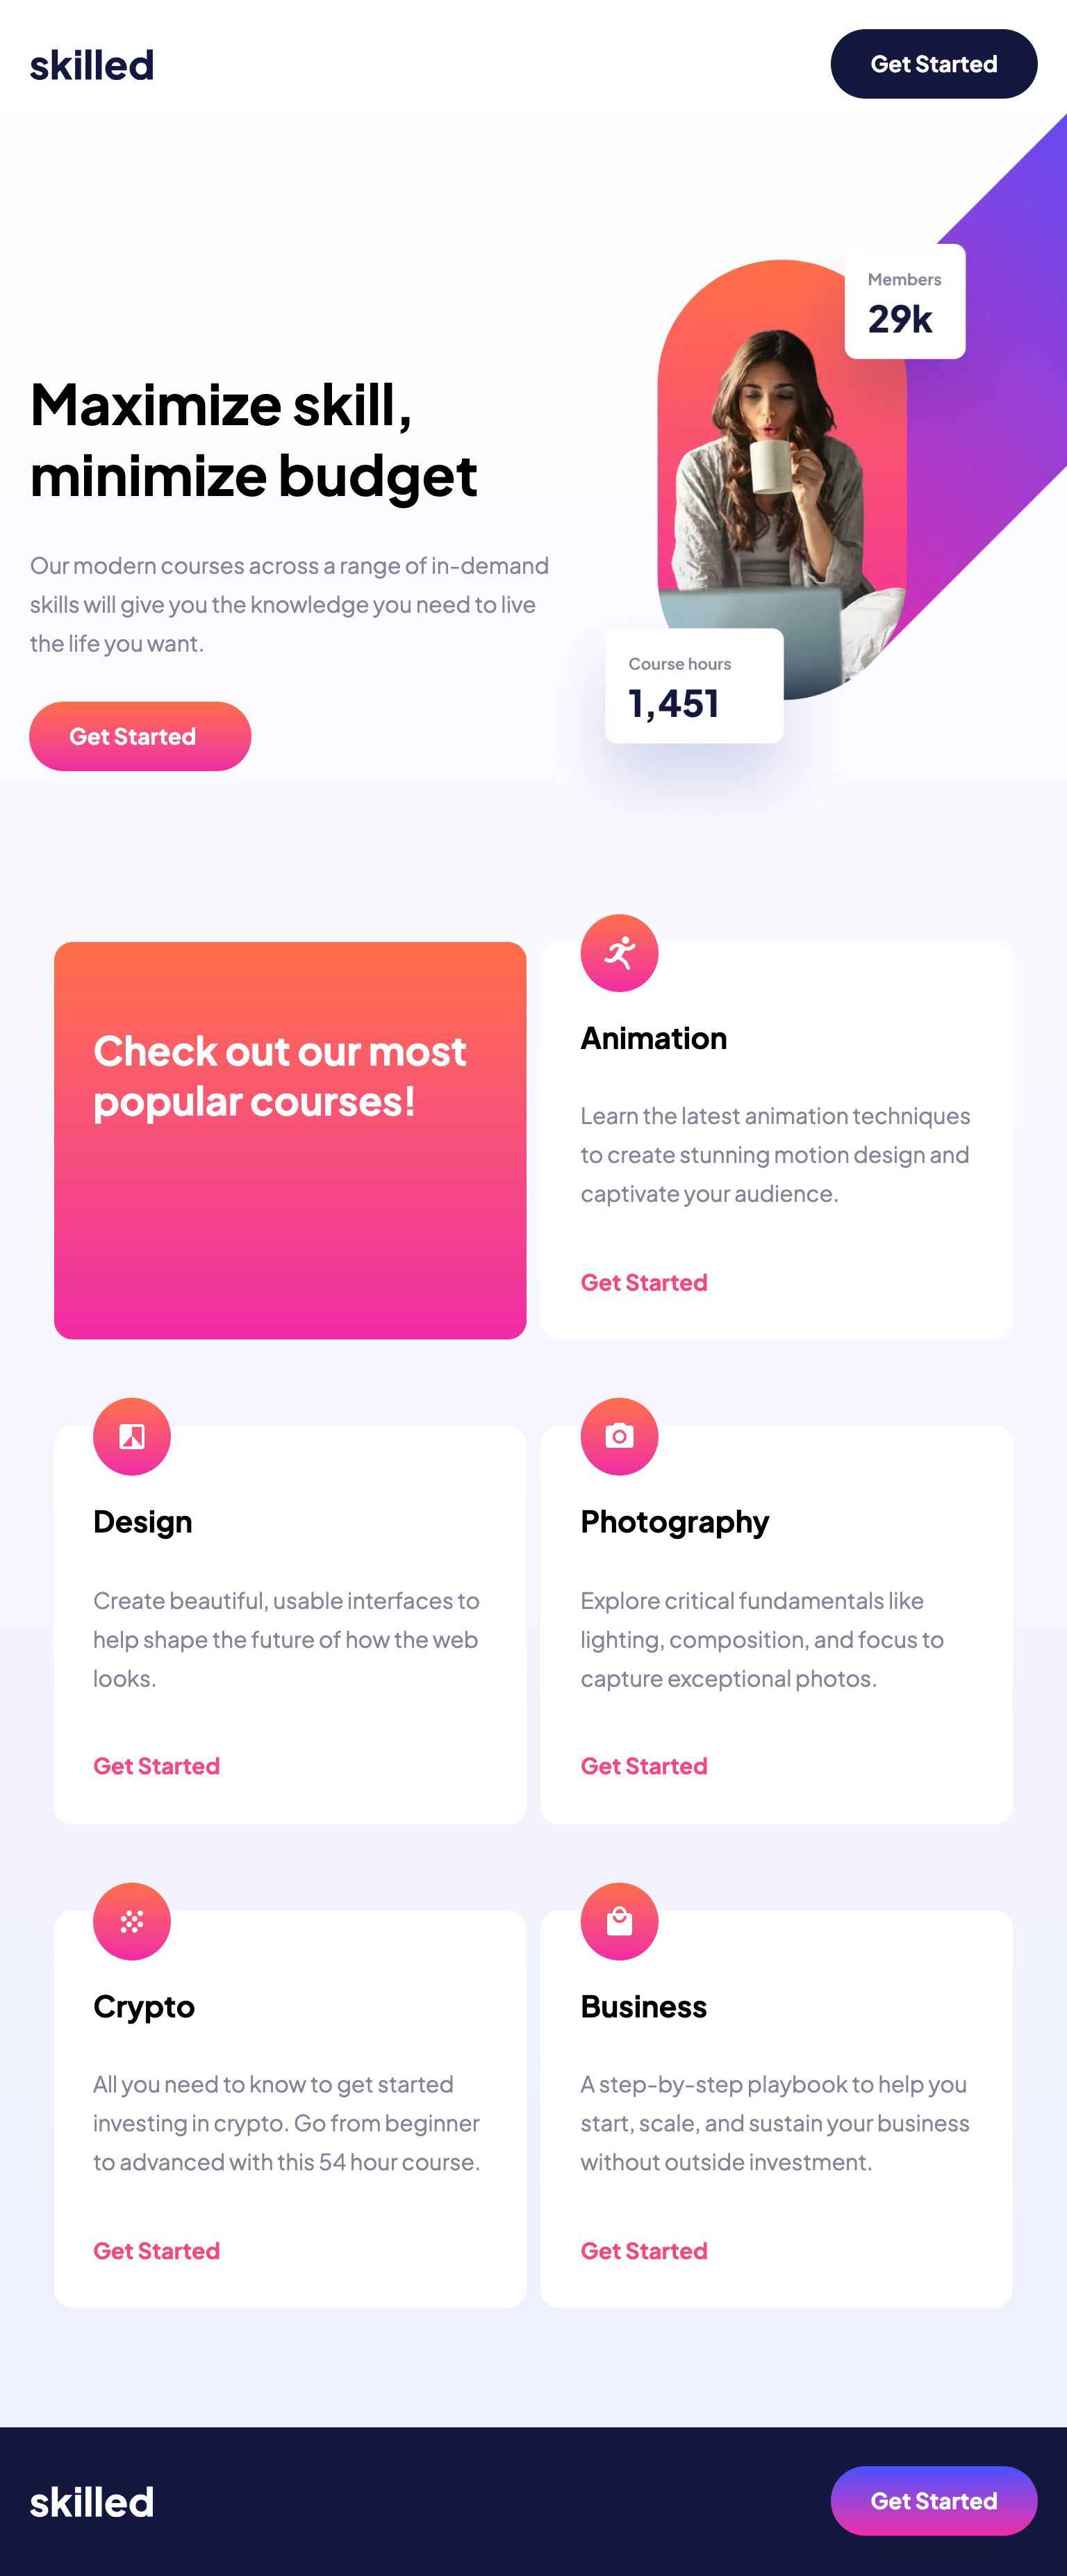 skilled
Get Started
Members
29k
Maximize skill,
minimize budget
Our modern courses across a range of in-demand
skills will give you the knowledge you need to live
the life you want.
Get Started
Course hours
1,451
Check out our most
popular courses!
Animation
Learn the latest animation techniques
to create stunning motion design and
captivate your audience.
Get Started
Design
Create beautiful, usable interfaces to
help shape the future of how the web
looks.
Get Started
Photography
Explore critical fundamentals like
lighting, composition, and focus to
capture exceptional photos.
Get Started
Crypto
All you need to know to get started
investing in crypto. Go from beginner
to advanced with this 54 hour course.
Get Started
Business
A step-by-step playbook to help you
start, scale, and sustain your business
without outside investment.
Get Started
skilled
Get Started